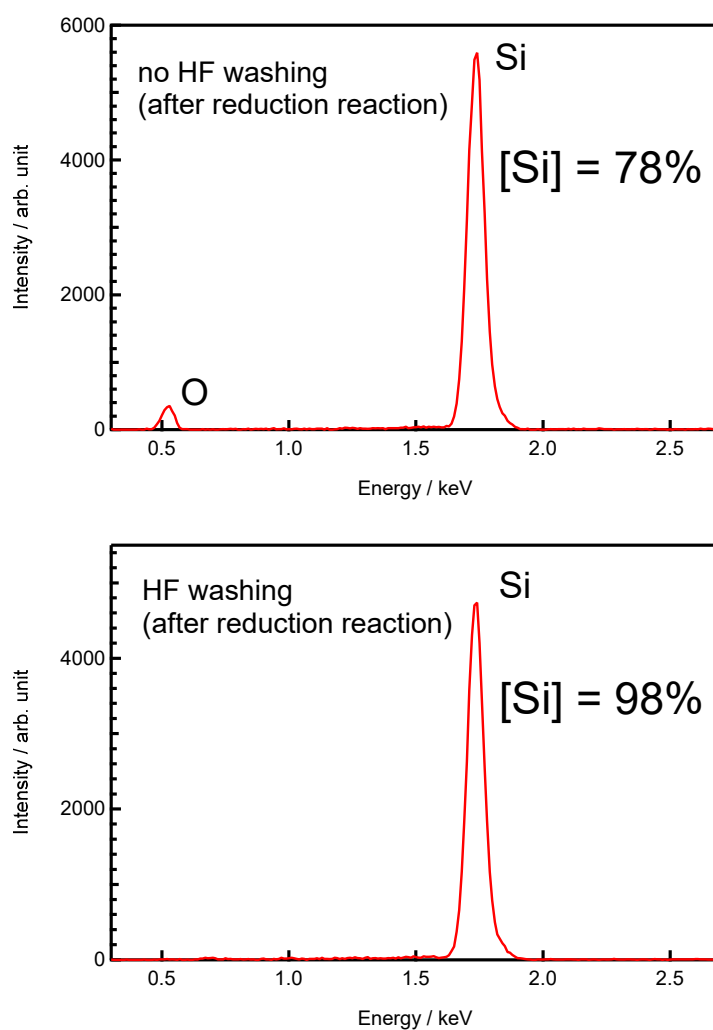 6000
no HF washing
(after reduction reaction)
Si
[Si] = 78%
4000
2000
0
O
Intensity / arb. unit
0.5 1.0 1.5 2.0 2.5
Energy / keV
HF washing
(after reduction reaction)
Si
[Si] = 98%
4000
2000
0
Intensity / arb. unit
0.5 1.0 1.5 2.0 2.5
Energy / keV